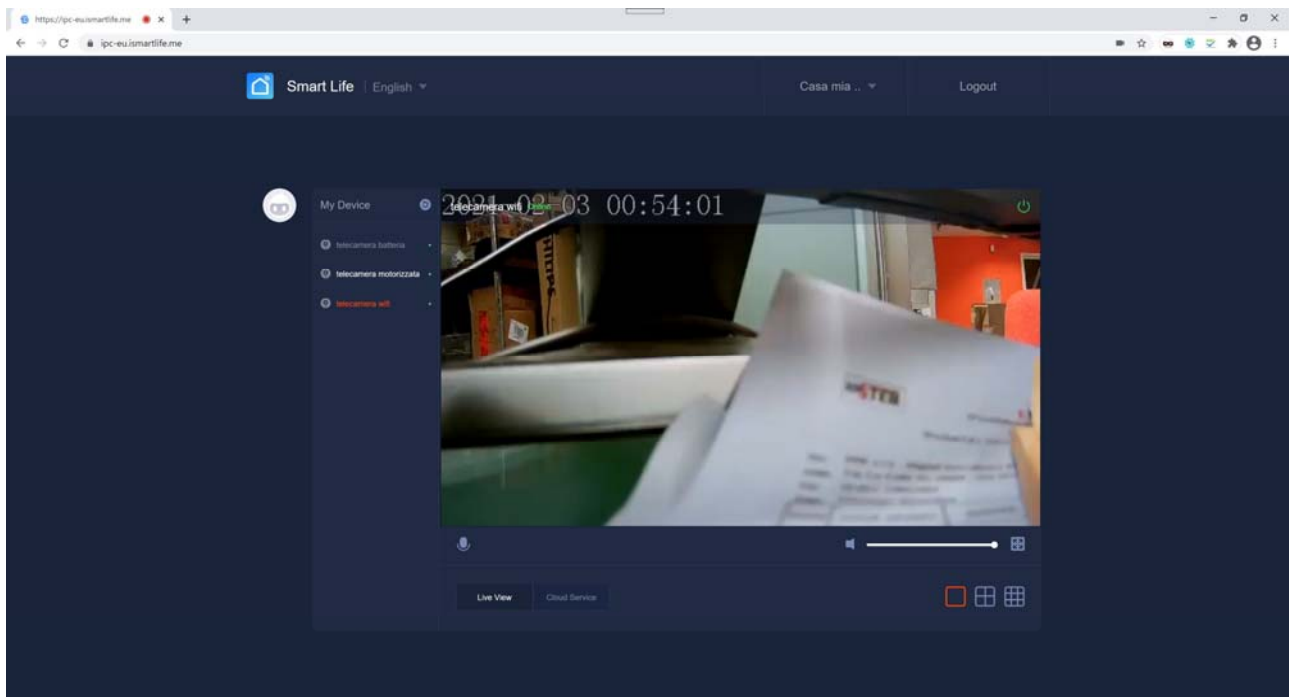 https://ipc-eu.ismartlife.me
ipc-eu.ismartlife.me
Smart Life | English
Casa mia ..
Logout
My Device
telecamera batteria
telecamera motorizzata
telecamera wifi
2021-02-03 00:54:01
telecamera wifi Online
PHILIPS
Live View
Cloud Service